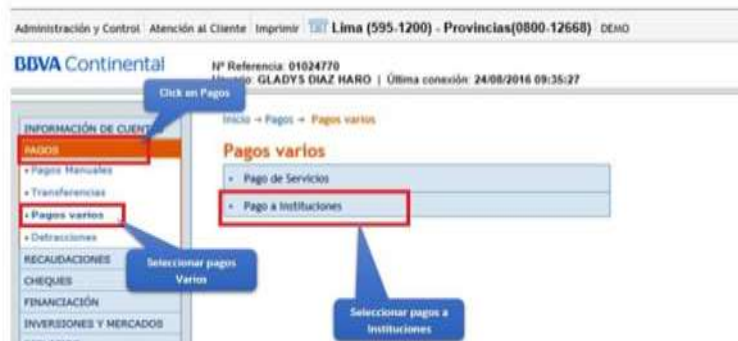 Administración y Control Atención al Cliente Imprimir Lima (595-1200) - Provincias(0800-12668) DEMO
BBVA Continental
Nº Referencia: 01024770
Usuario: GLADYS DIAZ HARO | Última conexión: 24/08/2016 09:35:27
Click en Pagos
Inicio → Pagos → Pagos varios
INFORMACIÓN DE CUENTAS
PAGOS
Pagos varios
• Pagos Manuales
• Pago de Servicios
• Transferencias
• Pagos varios
• Pago a Instituciones
• Detracciones
RECAUDACIONES
Seleccionar pagos
Varios
CHEQUES
FINANCIACIÓN
Seleccionar pagos a
Instituciones
INVERSIONES Y MERCADOS